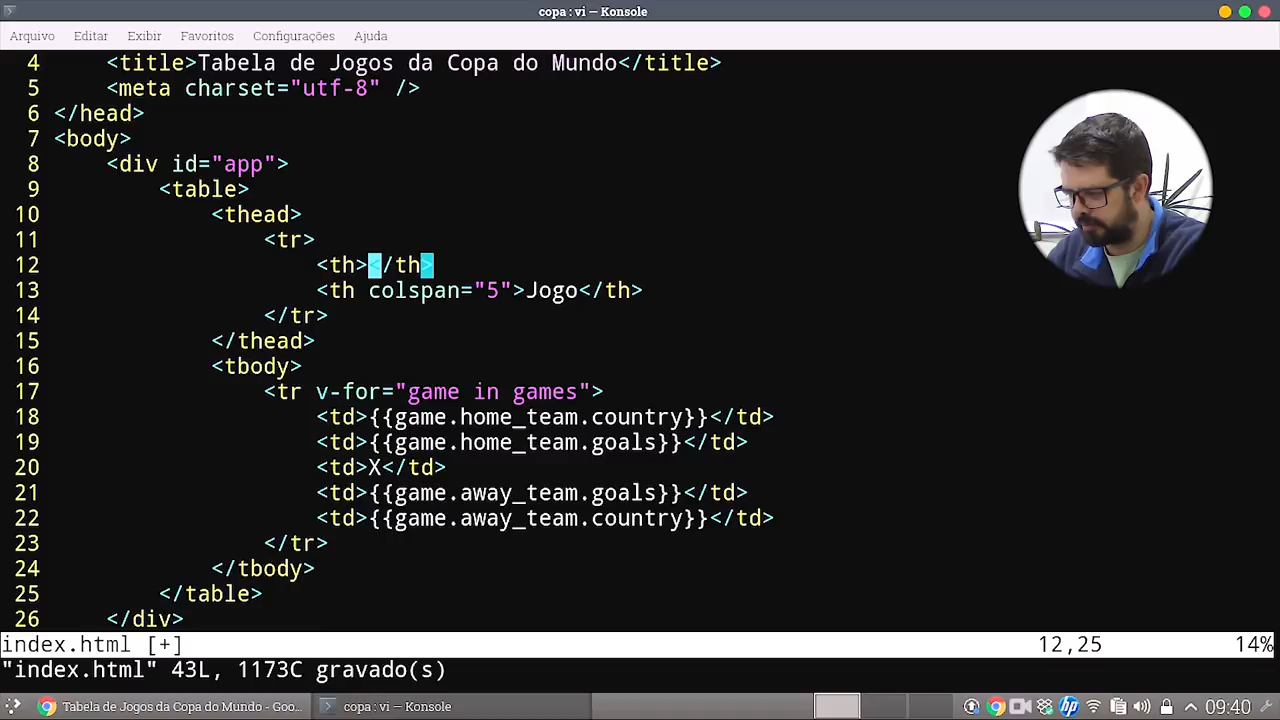 copa : vi — Konsole
Arquivo Editar Exibir Favoritos Configurações Ajuda
4 <title>Tabela de Jogos da Copa do Mundo</title>
5 <meta charset="utf-8" />
6 </head>
7 <body>
8 <div id="app">
9 <table>
10 <thead>
11 <tr>
12 <th></th>
13 <th colspan="5">Jogo</th>
14 </tr>
15 </thead>
16 <tbody>
17 <tr v-for="game in games">
18 <td>{{game.home_team.country}}</td>
19 <td>{{game.home_team.goals}}</td>
20 <td>X</td>
21 <td>{{game.away_team.goals}}</td>
22 <td>{{game.away_team.country}}</td>
23 </tr>
24 </tbody>
25 </table>
26 </div>
index.html [+] 12,25 14%
"index.html" 43L, 1173C gravado(s)
Tabela de Jogos da Copa do Mundo - Goo... copa : vi — Konsole hp 09:40